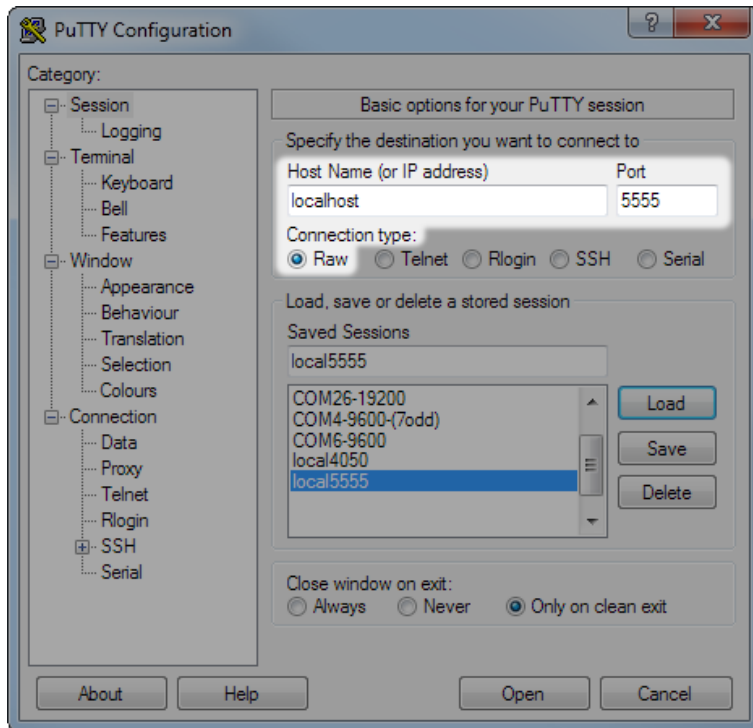 PuTTY Configuration
?
X
Category:
Session
Logging
Terminal
Keyboard
Bell
Features
Window
Appearance
Behaviour
Translation
Selection
Colours
Connection
Data
Proxy
Telnet
Rlogin
SSH
Serial
Basic options for your PuTTY session
Specify the destination you want to connect to
Host Name (or IP address) Port
localhost 5555
Connection type:
Raw Telnet Rlogin SSH Serial
Load, save or delete a stored session
Saved Sessions
local5555
COM26-19200
COM4-9600-(7odd)
COM6-9600
local4050
local5555
Load
Save
Delete
Close window on exit:
Always Never Only on clean exit
About Help Open Cancel